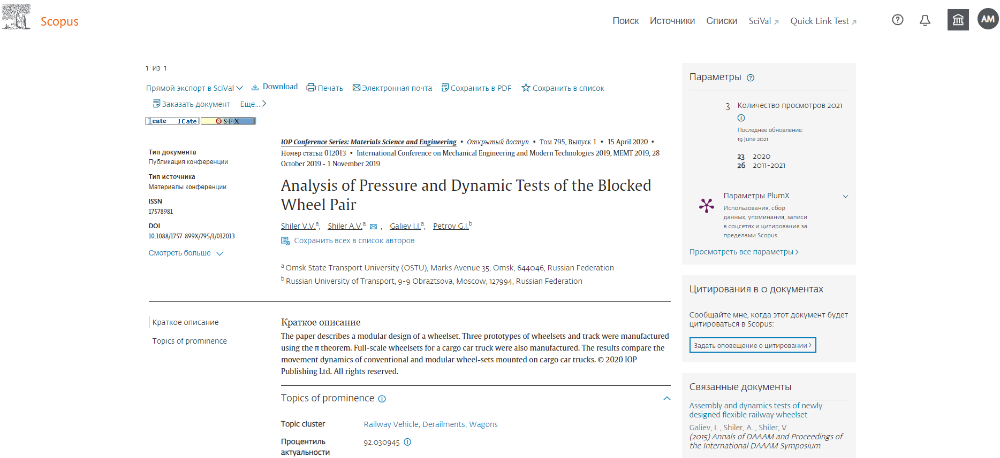 Scopus
Поиск Источники Списки SciVal ↗ Quick Link Test ↗
AM
1 из 1
Прямой экспорт в SciVal Download Печать Электронная почта Сохранить в PDF Сохранить в список
Заказать документ Еще...
1cate 1Cate S·F·X
Тип документа
Публикация конференции
Тип источника
Материалы конференции
ISSN
17578981
DOI
10.1088/1757-899X/795/1/012013
Смотреть больше
IOP Conference Series: Materials Science and Engineering • Открытый доступ • Том 795, Выпуск 1 • 15 April 2020 •
Номер статьи 012013 • International Conference on Mechanical Engineering and Modern Technologies 2019, MEMT 2019, 28
October 2019 - 1 November 2019
Analysis of Pressure and Dynamic Tests of the Blocked
Wheel Pair
Shiler V.V.a, Shiler A.V.a , Galiev I.I.a, Petrov G.I.b
Сохранить всех в список авторов
a Omsk State Transport University (OSTU), Marks Avenue 35, Omsk, 644046, Russian Federation
b Russian University of Transport, 9-9 Obraztsova, Moscow, 127994, Russian Federation
Краткое описание
Topics of prominence
Краткое описание
The paper describes a modular design of a wheelset. Three prototypes of wheelsets and track were manufactured
using the π theorem. Full-scale wheelsets for a cargo car truck were also manufactured. The results compare the
movement dynamics of conventional and modular wheel-sets mounted on cargo car trucks. © 2020 IOP
Publishing Ltd. All rights reserved.
Topics of prominence
Topic cluster Railway Vehicle; Derailments; Wagons
Процентиль 92.030945
актуальности
Параметры
3 Количество просмотров 2021
Последнее обновление:
19 June 2021
23 2020
26 2011-2021
Параметры PlumX
Использования, сбор
данных, упоминания, записи
в соцсетях и цитирования за
пределами Scopus.
Просмотреть все параметры
Цитирования в 0 документах
Сообщайте мне, когда этот документ будет
цитироваться в Scopus:
Задать оповещение о цитировании
Связанные документы
Assembly and dynamics tests of newly
designed flexible railway wheelset
Galiev, I. , Shiler, A. , Shiler, V.
(2015) Annals of DAAAM and Proceedings of
the International DAAAM Symposium